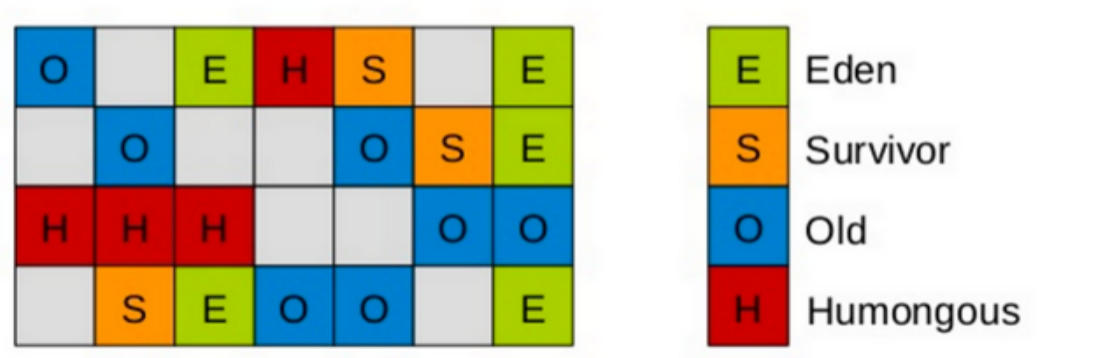 O E H S E
O O S E
H H H O O
S E O O E
E Eden
S Survivor
O Old
H Humongous